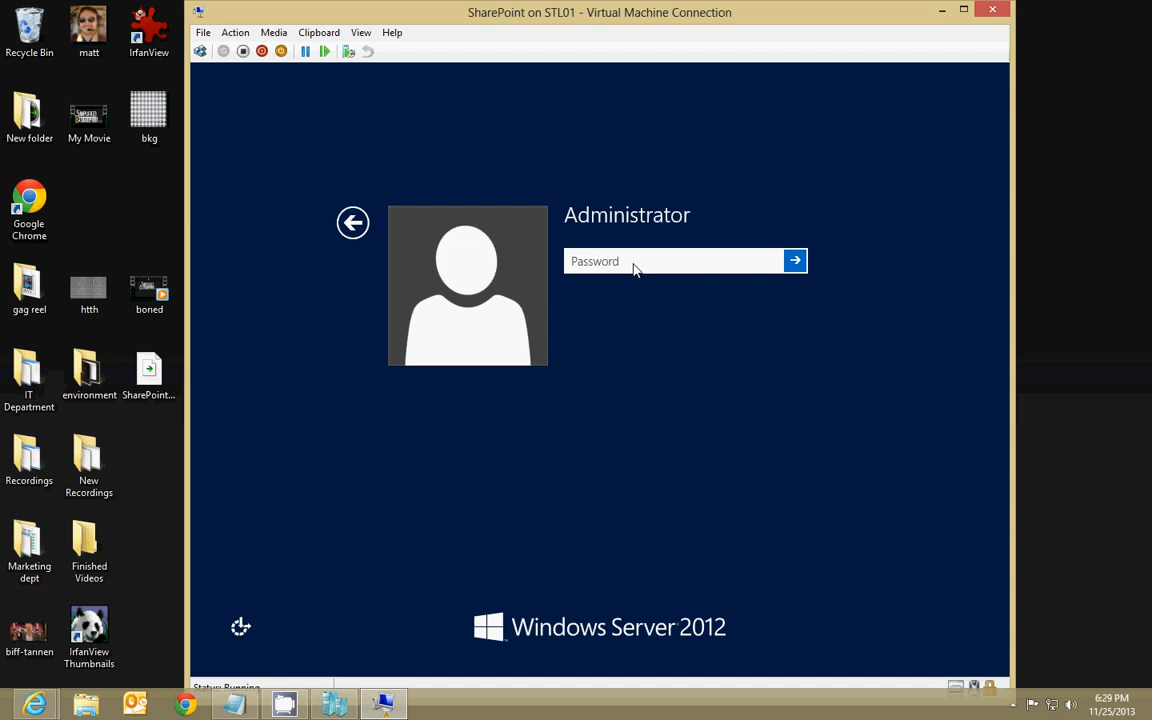 SharePoint on STL01 - Virtual Machine Connection
File Action Media Clipboard View Help
Recycle Bin
matt
IrfanView
New folder
My Movie
bkg
Google
Chrome
gag reel
htth
boned
IT
Department
environment
SharePoint...
Recordings
New
Recordings
Marketing
dept
Finished
Videos
biff-tannen
IrfanView
Thumbnails
Administrator
Password
Windows Server 2012
Status: Running
6:29 PM
11/25/2013